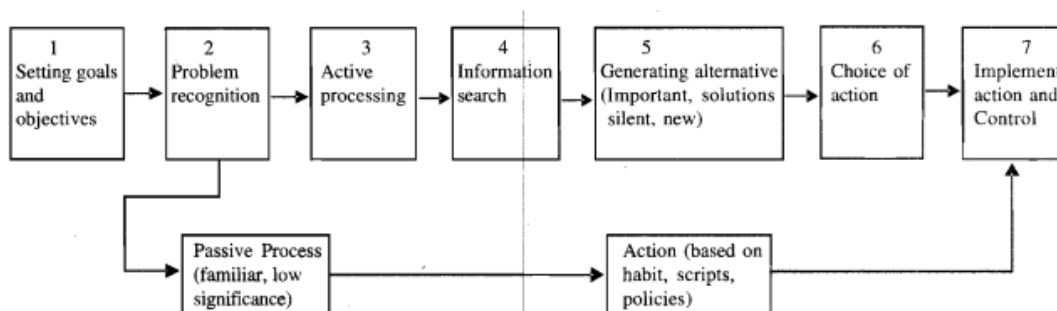 1
Setting goals
and
objectives
2
Problem
recognition
3
Active
processing
4
Information
search
5
Generating alternative
(Important, solutions
silent, new)
6
Choice of
action
7
Implement
action and
Control
Passive Process
(familiar, low
significance)
Action (based on
habit, scripts,
policies)